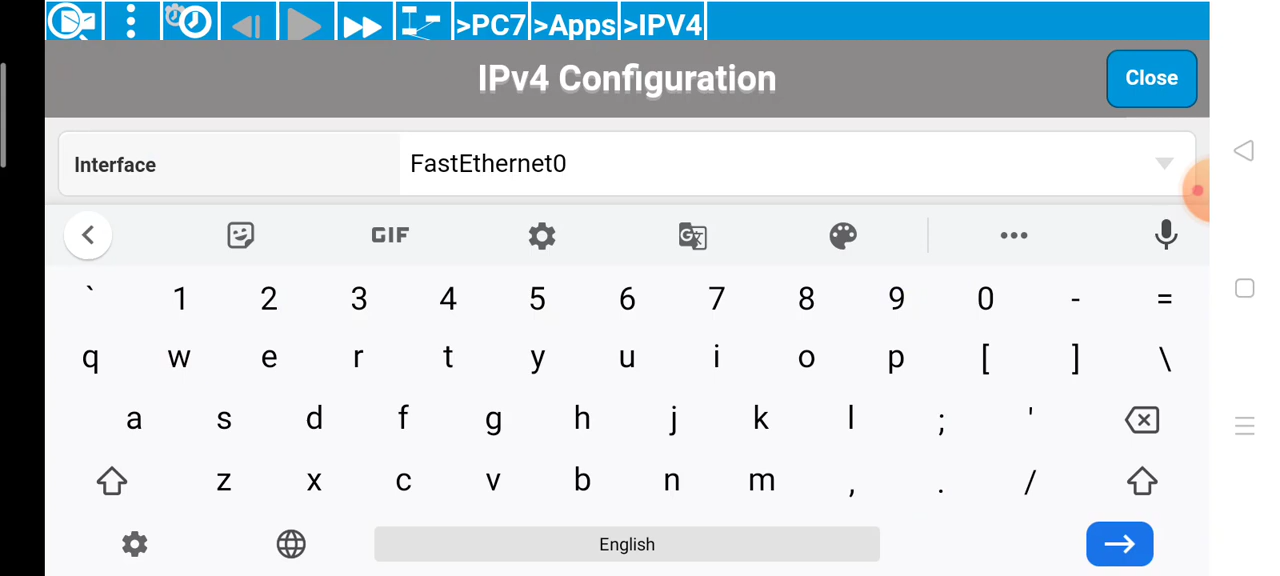 >PC7 >Apps >IPV4
IPv4 Configuration
Close
Interface FastEthernet0
GIF
` 1 2 3 4 5 6 7 8 9 0 - =
q w e r t y u i o p [ ] \
a s d f g h j k l ; '
z x c v b n m , . /
English